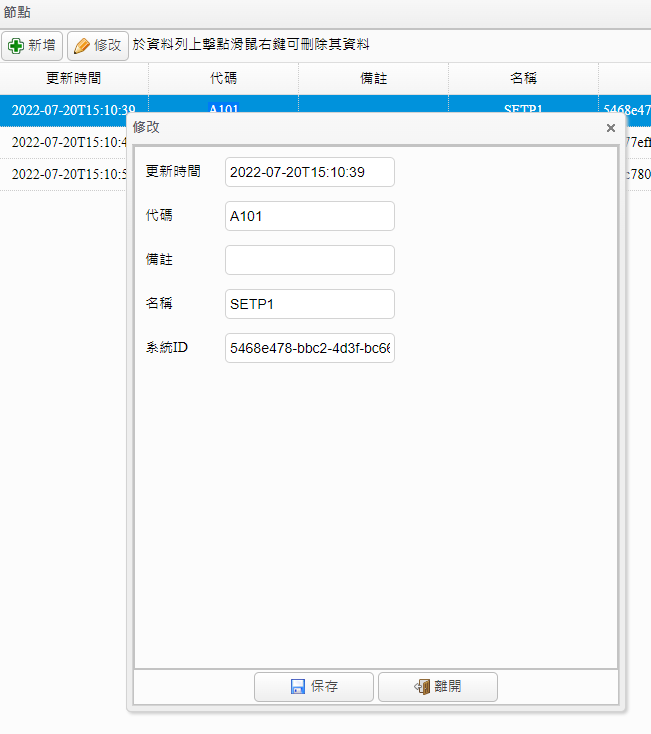 節點
新增 修改 於資料列上擊點滑鼠右鍵可刪除其資料
更新時間 代碼 備註 名稱
2022-07-20T15:10:39 A101 SETP1 5468e47
2022-07-20T15:10:4 77eff
2022-07-20T15:10:5 c780
修改
更新時間 2022-07-20T15:10:39
代碼 A101
備註
名稱 SETP1
系統ID 5468e478-bbc2-4d3f-bc66
保存 離開